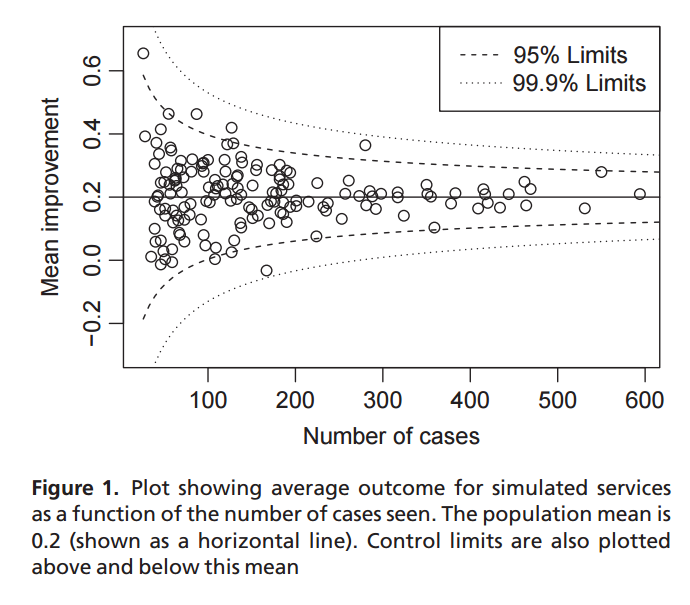 95% Limits
99.9% Limits
Mean improvement
0.6
0.4
0.2
0.0
−0.2
100 200 300 400 500 600
Number of cases
Figure 1. Plot showing average outcome for simulated services
as a function of the number of cases seen. The population mean is
0.2 (shown as a horizontal line). Control limits are also plotted
above and below this mean